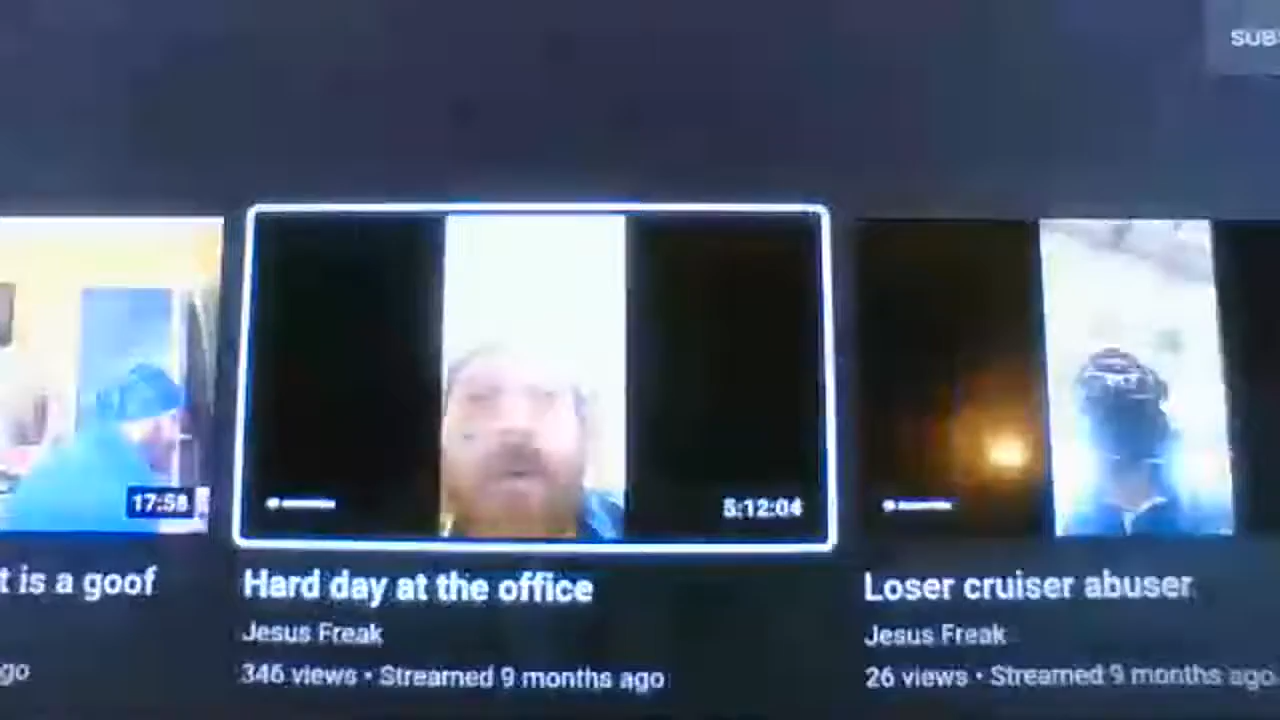 SUBS
17:58
5:12:04
t is a goof
Hard day at the office
Loser cruiser abuser
Jesus Freak
Jesus Freak
go
346 views • Streamed 9 months ago
26 views • Streamed 9 months ago